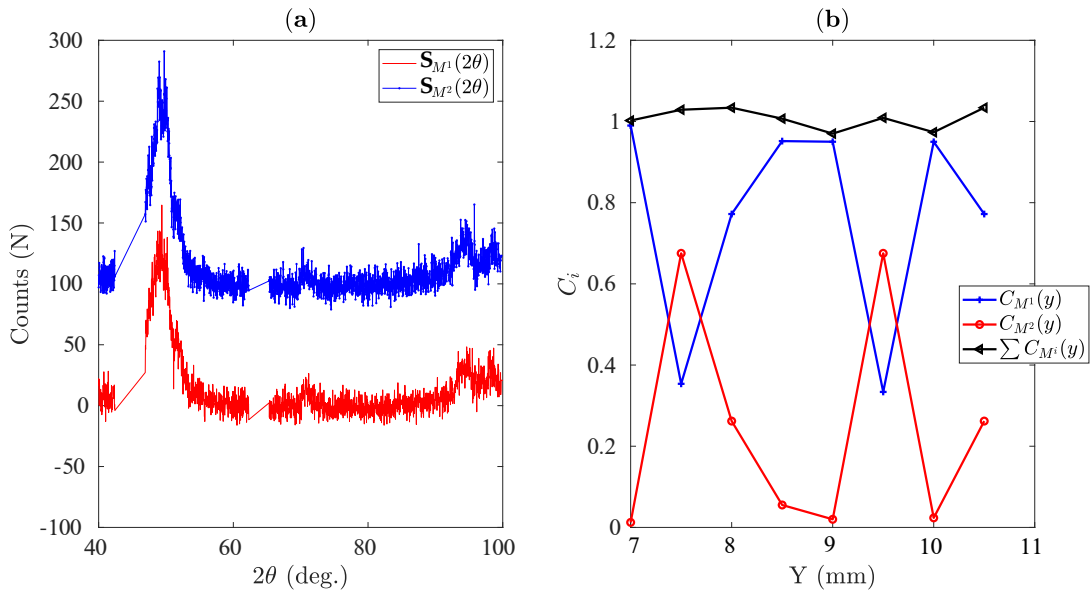 (a)
300
250
200
150
100
50
0
-50
-100
Counts (N)
40
60
80
100
2θ (deg.)
S_{M^1}(2θ)
S_{M^2}(2θ)
(b)
1.2
1
0.8
0.6
0.4
0.2
0
C_i
7
8
9
10
11
Y (mm)
C_{M^1}(y)
C_{M^2}(y)
∑ C_{M^i}(y)